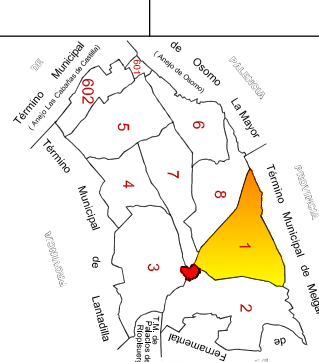 DE
PALENCIA
Término Municipal
( Anejo Las Cabañas de Castilla)
de Osorno
( Anejo de Osorno)
La Mayor
602
601
5
6
7
4
8
3
1
2
PROVINCIA
Término Municipal de Melgar
de
Fernamental
Término Municipal de Lantadilla
PROVINCIA
T.M. de
Palacios de
Riopisuerga